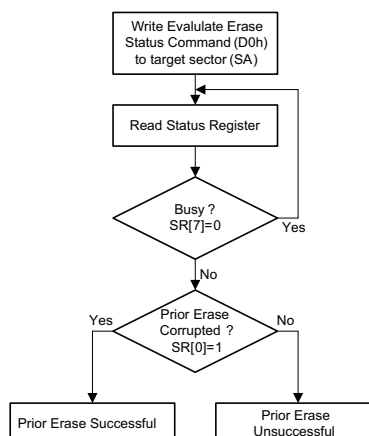 Write Evalulate Erase
Status Command (D0h)
to target sector (SA)
Read Status Register
Busy ?
SR[7]=0
Yes
No
Prior Erase
Corrupted ?
SR[0]=1
Yes
No
Prior Erase Successful
Prior Erase
Unsuccessful